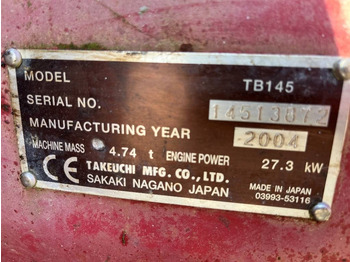 MODEL TB145
SERIAL NO. 14513072
MANUFACTURING YEAR 2004
MACHINE MASS 4.74 t ENGINE POWER 27.3 kW
CE TAKEUCHI MFG. CO., LTD.
SAKAKI NAGANO JAPAN
MADE IN JAPAN
03993-53116